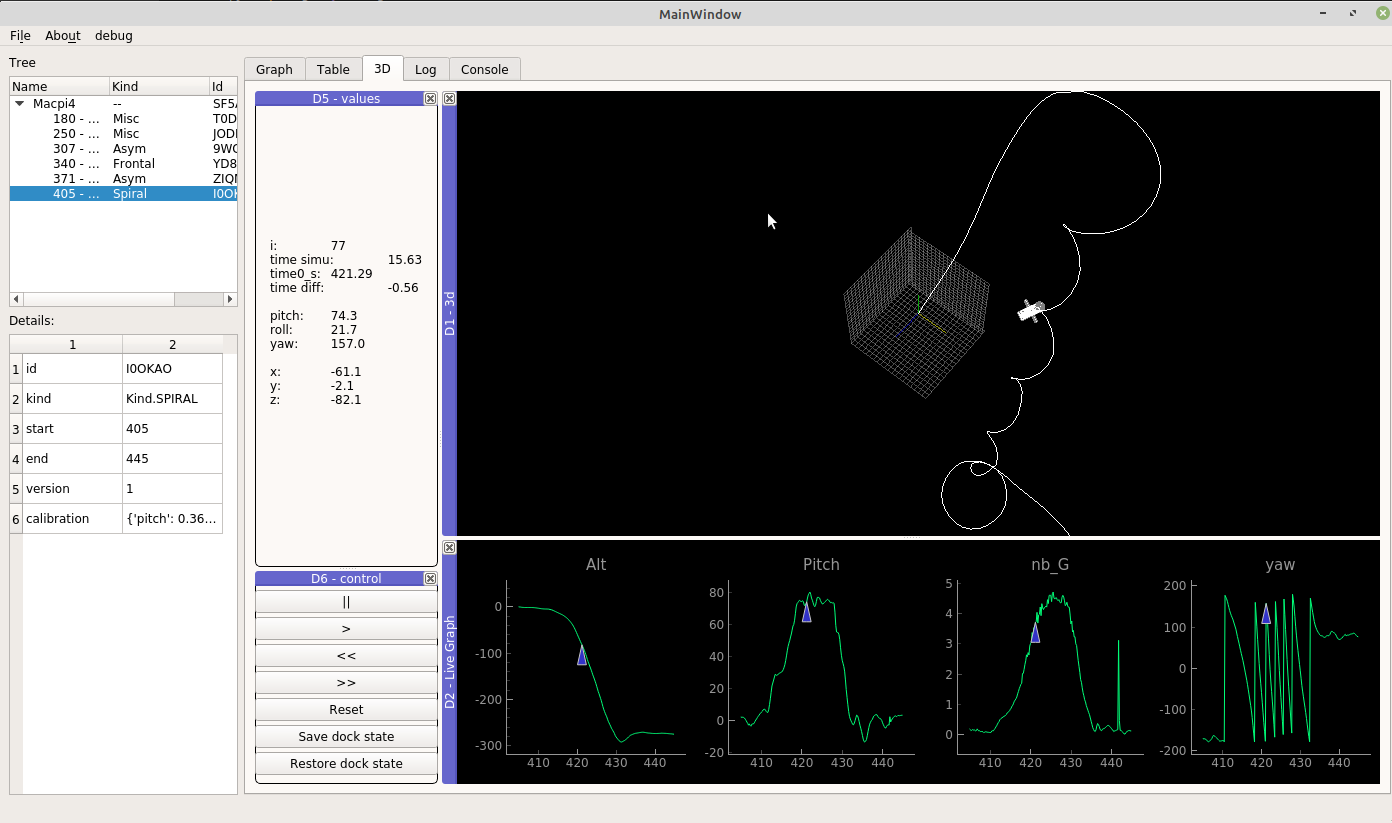 MainWindow
File About debug
Tree
Name Kind Id
Macpi4 -- SF5
180 - ... Misc T0D
250 - ... Misc JODI
307 - ... Asym 9WC
340 - ... Frontal YD8
371 - ... Asym ZIQ
405 - ... Spiral I0OK
Details:
1 2
1 id I0OKAO
2 kind Kind.SPIRAL
3 start 405
4 end 445
5 version 1
6 calibration {'pitch': 0.36...
Graph Table 3D Log Console
D5 - values
i: 77
time simu: 15.63
time0_s: 421.29
time diff: -0.56
pitch: 74.3
roll: 21.7
yaw: 157.0
x: -61.1
y: -2.1
z: -82.1
D6 - control
||
>
<<
>>
Reset
Save dock state
Restore dock state
D1 - 3d
D2 - Live Graph
Alt
0
-100
-200
-300
410 420 430 440
Pitch
80
60
40
20
0
-20
410 420 430 440
nb_G
5
4
3
2
1
0
410 420 430 440
yaw
200
100
0
-100
-200
410 420 430 440